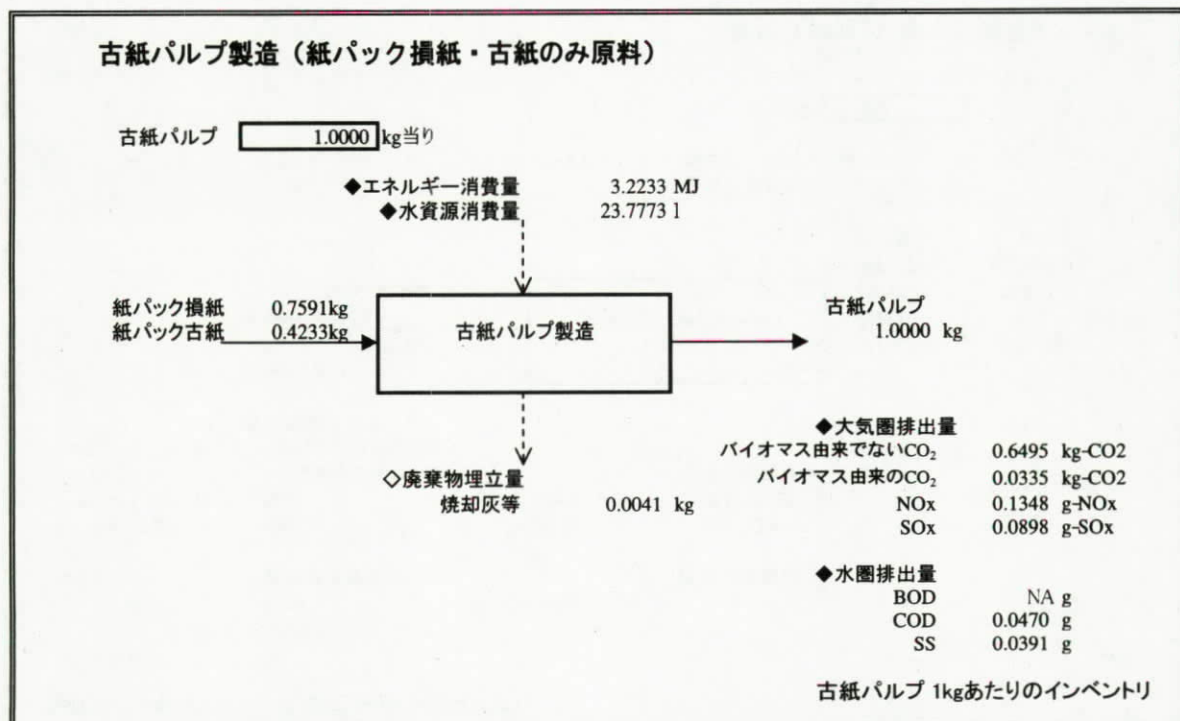 古紙パルプ製造（紙パック損紙・古紙のみ原料）
古紙パルプ 1.0000 kg当り
◆エネルギー消費量 3.2233 MJ
◆水資源消費量 23.7773 l
紙パック損紙 0.7591kg
紙パック古紙 0.4233kg
古紙パルプ製造
古紙パルプ
1.0000 kg
◇廃棄物埋立量
焼却灰等 0.0041 kg
◆大気圏排出量
バイオマス由来でないCO₂ 0.6495 kg-CO2
バイオマス由来のCO₂ 0.0335 kg-CO2
NOx 0.1348 g-NOx
SOx 0.0898 g-SOx
◆水圏排出量
BOD NA g
COD 0.0470 g
SS 0.0391 g
古紙パルプ 1kgあたりのインベントリ